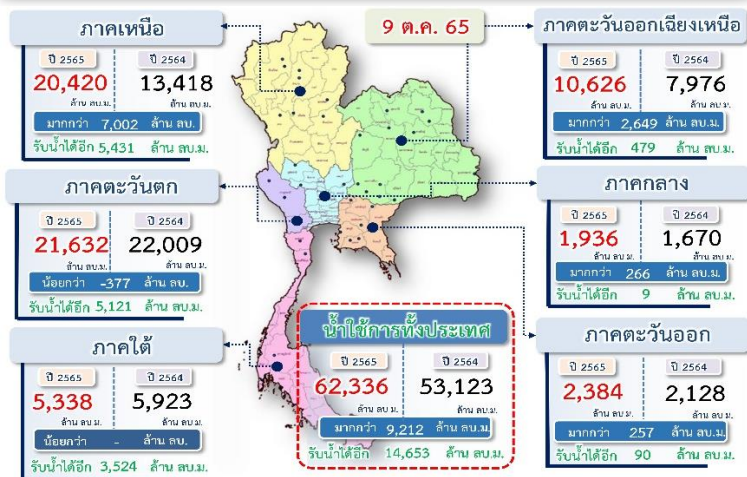 9 ต.ค. 65
ภาคเหนือ
ปี 2565 ปี 2564
20,420 13,418
ล้าน ลบ.ม. ล้าน ลบ.ม.
มากกว่า 7,002 ล้าน ลบ.
รับน้ำได้อีก 5,431 ล้าน ลบ.ม.
ภาคตะวันออกเฉียงเหนือ
ปี 2565 ปี 2564
10,626 7,976
ล้าน ลบ.ม. ล้าน ลบ.ม.
มากกว่า 2,649 ล้าน ลบ.ม.
รับน้ำได้อีก 479 ล้าน ลบ.ม.
ภาคตะวันตก
ปี 2565 ปี 2564
21,632 22,009
ล้าน ลบ.ม. ล้าน ลบ.ม.
น้อยกว่า -377 ล้าน ลบ.
รับน้ำได้อีก 5,121 ล้าน ลบ.ม.
ภาคกลาง
ปี 2565 ปี 2564
1,936 1,670
ล้าน ลบ.ม. ล้าน ลบ.ม.
มากกว่า 266 ล้าน ลบ.ม.
รับน้ำได้อีก 9 ล้าน ลบ.ม.
ภาคใต้
ปี 2565 ปี 2564
5,338 5,923
ล้าน ลบ.ม. ล้าน ลบ.ม.
น้อยกว่า - ล้าน ลบ.
รับน้ำได้อีก 3,524 ล้าน ลบ.ม.
น้ำใช้การทั้งประเทศ
ปี 2565 ปี 2564
62,336 53,123
ล้าน ลบ.ม. ล้าน ลบ.ม.
มากกว่า 9,212 ล้าน ลบ.ม.
รับน้ำได้อีก 14,653 ล้าน ลบ.ม.
ภาคตะวันออก
ปี 2565 ปี 2564
2,384 2,128
ล้าน ลบ.ม. ล้าน ลบ.ม.
มากกว่า 257 ล้าน ลบ.ม.
รับน้ำได้อีก 90 ล้าน ลบ.ม.